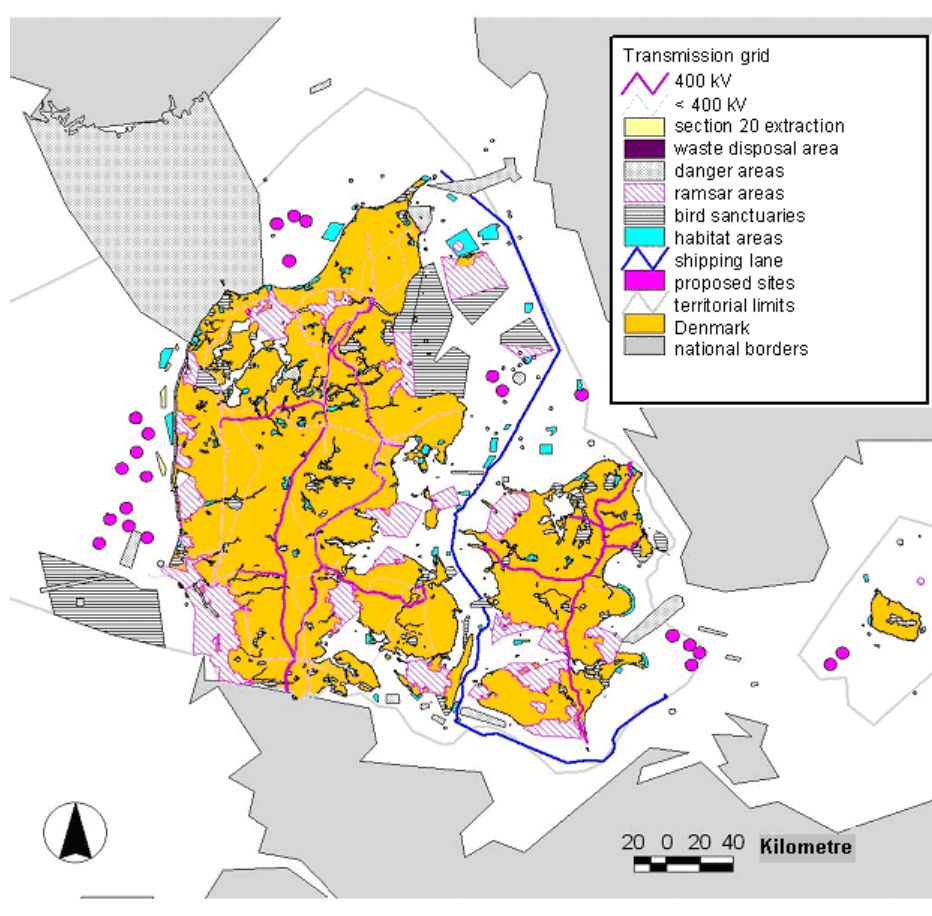 Transmission grid
400 kV
< 400 kV
section 20 extraction
waste disposal area
danger areas
ramsar areas
bird sanctuaries
habitat areas
shipping lane
proposed sites
territorial limits
Denmark
national borders
20 0 20 40 Kilometre